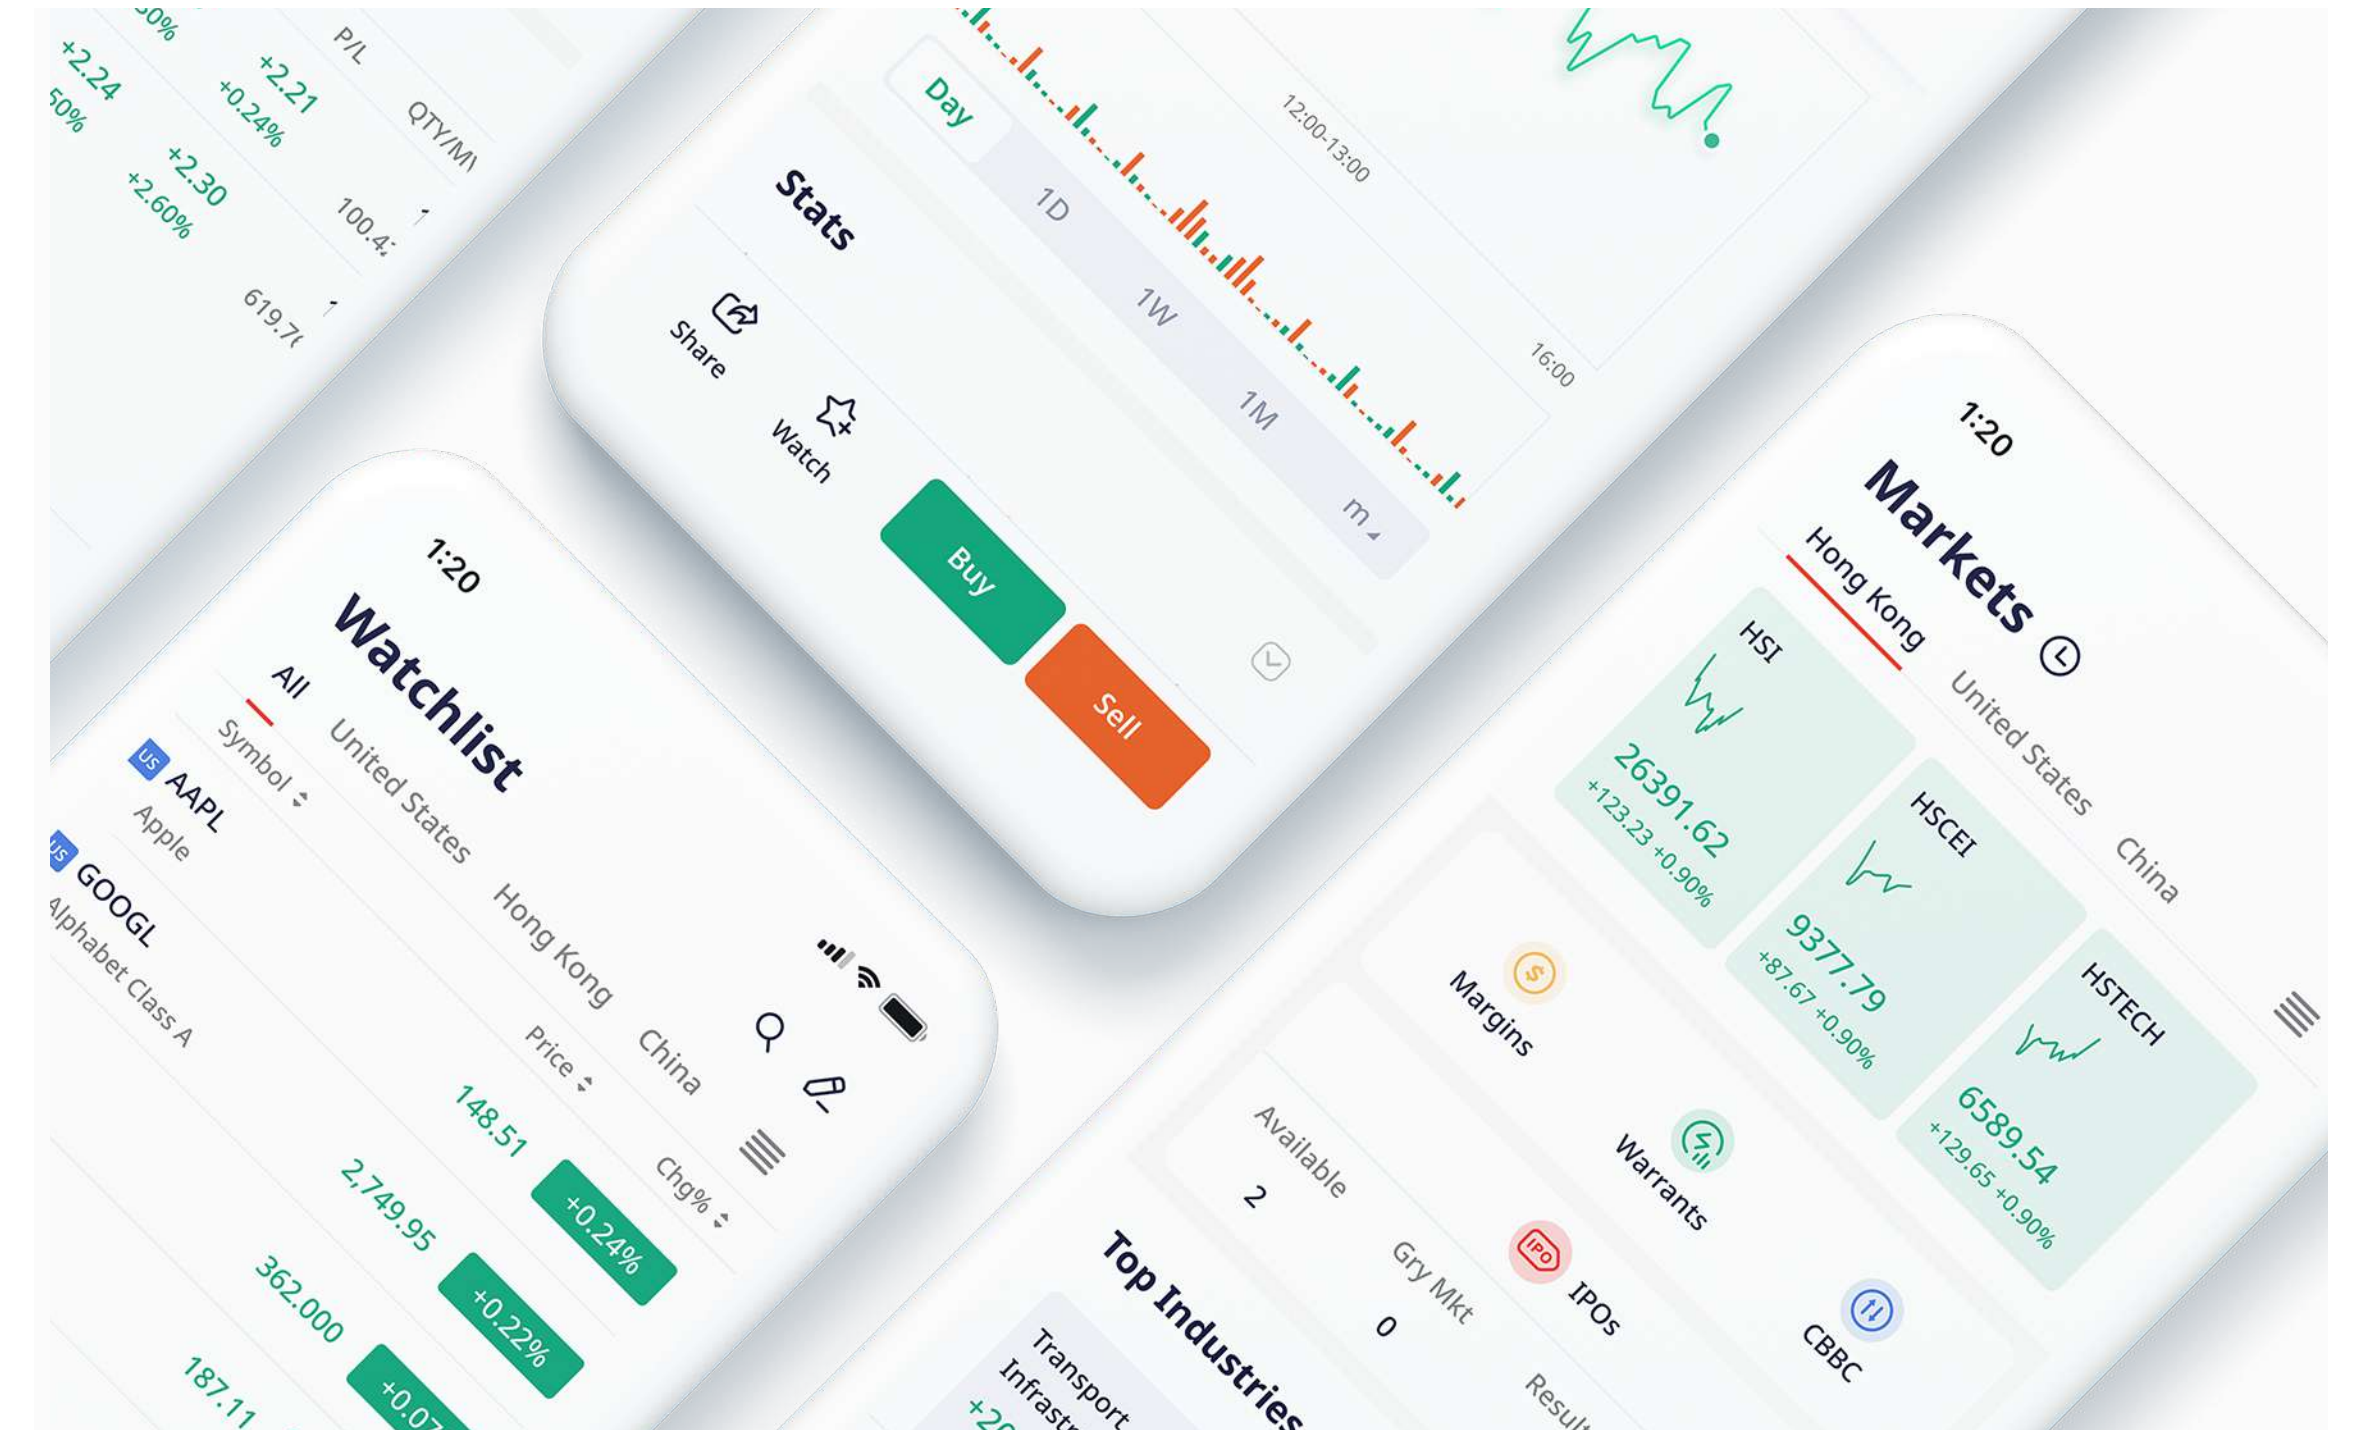 P/L
QTY/M
+2.24
+2.21
+0.24%
+2.30
+2.60%
Day
1D
1W
1M
m
12:00-13:00
16:00
Stats
Share
Watch
Buy
Sell
1:20
Watchlist
All
United States
Hong Kong
China
Symbol
Price
Chg%
US AAPL
Apple
148.51
+0.24%
US GOOGL
Alphabet Class A
2,749.95
+0.22%
362.000
187.11
1:20
Markets
Hong Kong
United States
China
HSI
26391.62
+123.23 +0.90%
HSCEI
9377.79
+87.67 +0.90%
HSTECH
6589.54
+129.65 +0.90%
Margins
Warrants
CBBC
IPO IPOs
Available
2
Gry Mkt
0
Top Industries
Transport